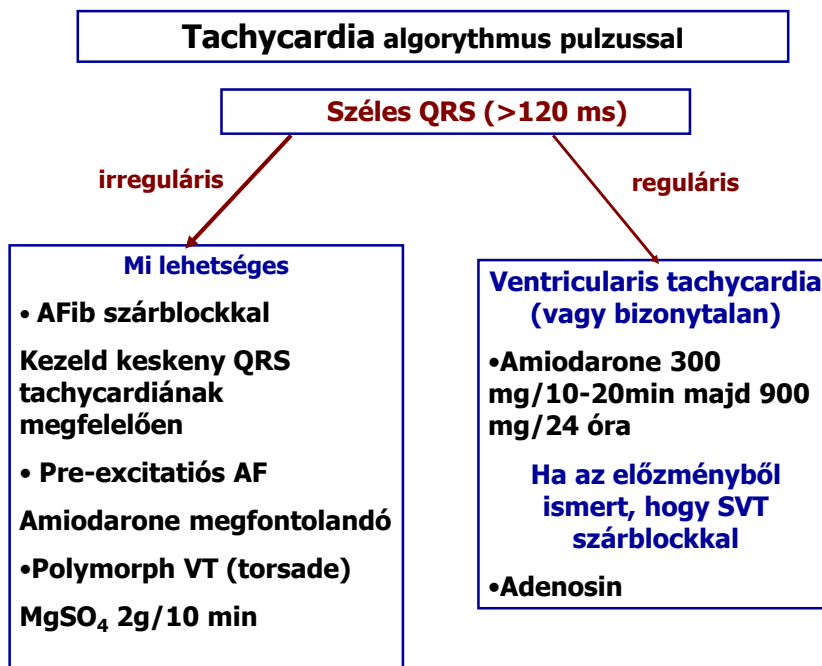 Tachycardia algorythmus pulzussal
Széles QRS (>120 ms)
irreguláris
reguláris
Mi lehetséges
• AFib szárblockkal
Kezeld keskeny QRS
tachycardiának
megfelelően
• Pre-excitatiós AF
Amiodarone megfontolandó
•Polymorph VT (torsade)
MgSO₄ 2g/10 min
Ventricularis tachycardia
(vagy bizonytalan)
•Amiodarone 300
mg/10-20min majd 900
mg/24 óra
Ha az előzményből
ismert, hogy SVT
szárblockkal
•Adenosin